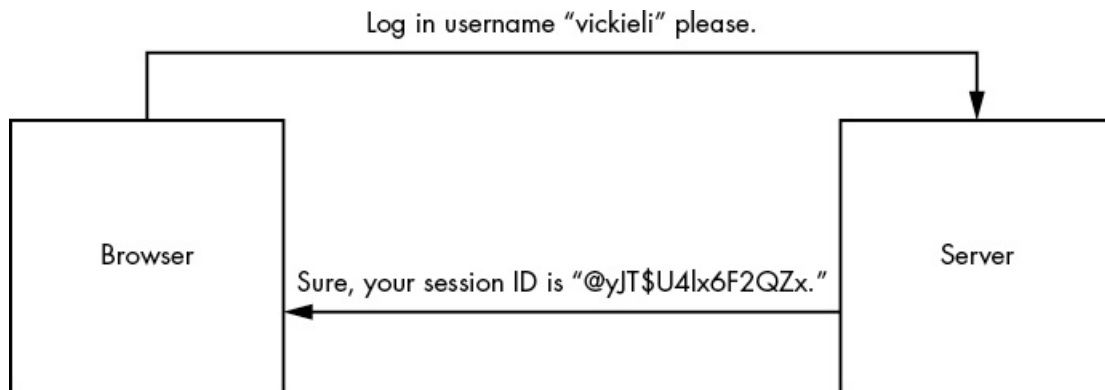 Log in username “vickieli” please.
Browser
Server
Sure, your session ID is “@yJT$U4lx6F2QZx.”